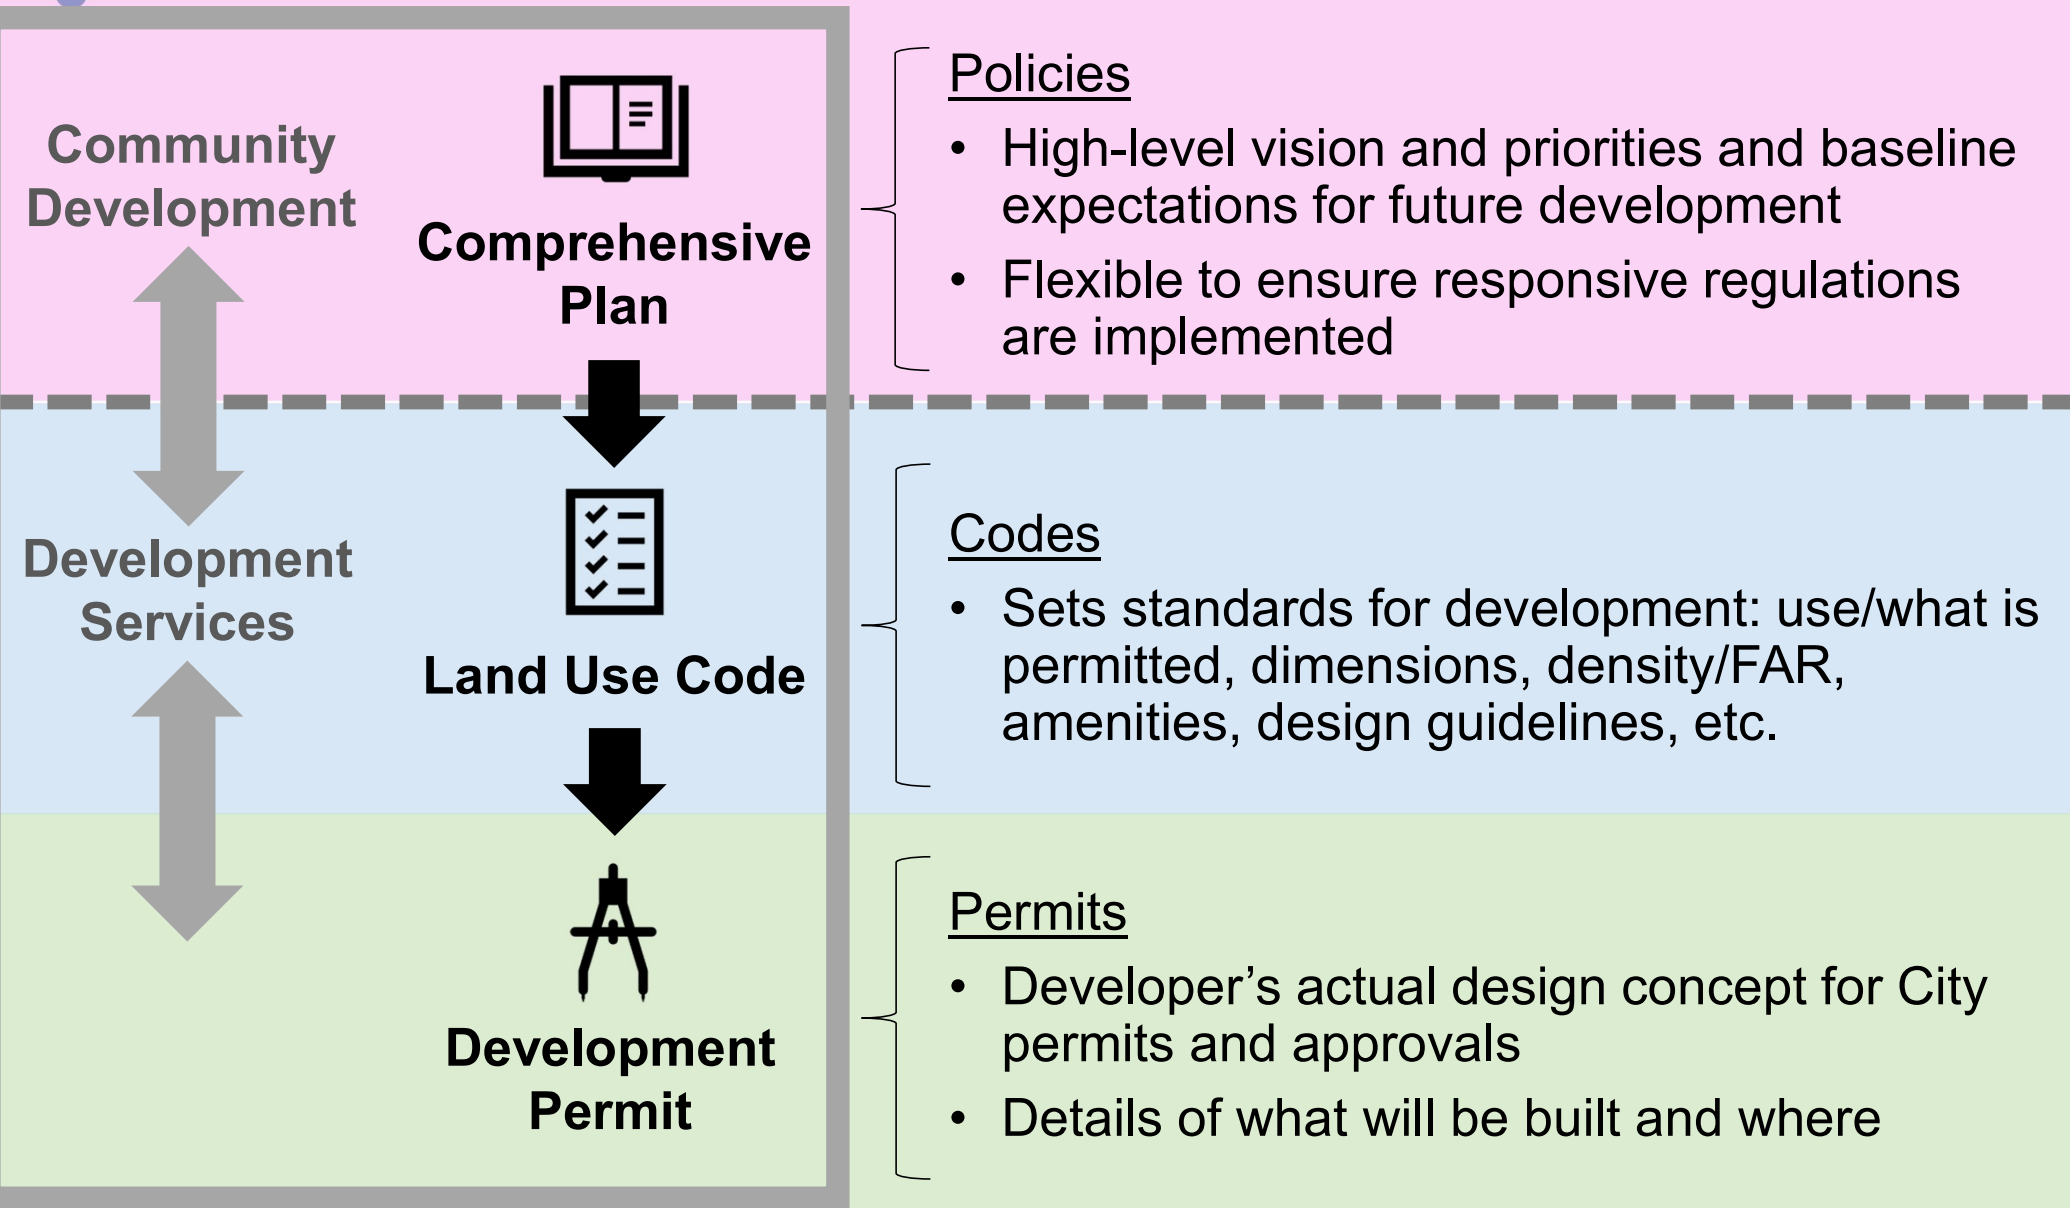 Community
Development
Comprehensive
Plan
Policies
• High-level vision and priorities and baseline
expectations for future development
• Flexible to ensure responsive regulations
are implemented
Development
Services
Land Use Code
Codes
• Sets standards for development: use/what is
permitted, dimensions, density/FAR,
amenities, design guidelines, etc.
Development
Permit
Permits
• Developer’s actual design concept for City
permits and approvals
• Details of what will be built and where